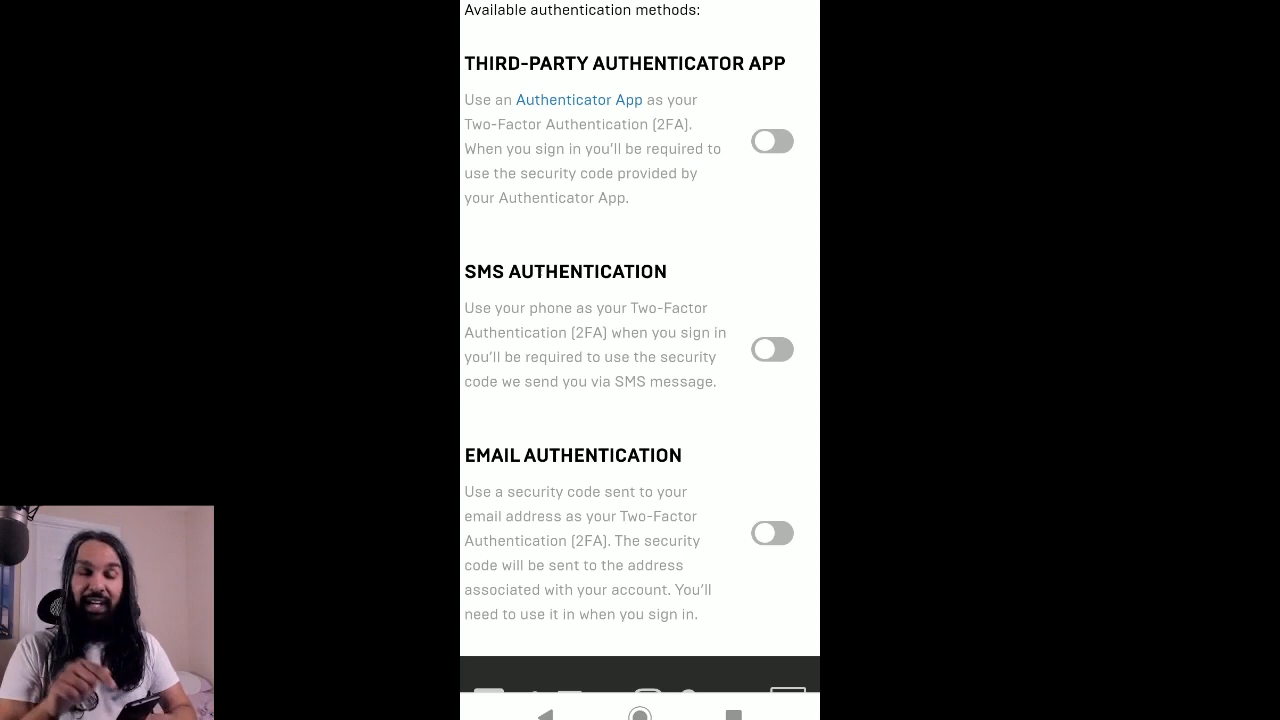 Available authentication methods:
THIRD-PARTY AUTHENTICATOR APP
Use an Authenticator App as your
Two-Factor Authentication (2FA).
When you sign in you'll be required to
use the security code provided by
your Authenticator App.
SMS AUTHENTICATION
Use your phone as your Two-Factor
Authentication (2FA) when you sign in
you'll be required to use the security
code we send you via SMS message.
EMAIL AUTHENTICATION
Use a security code sent to your
email address as your Two-Factor
Authentication (2FA). The security
code will be sent to the address
associated with your account. You'll
need to use it in when you sign in.